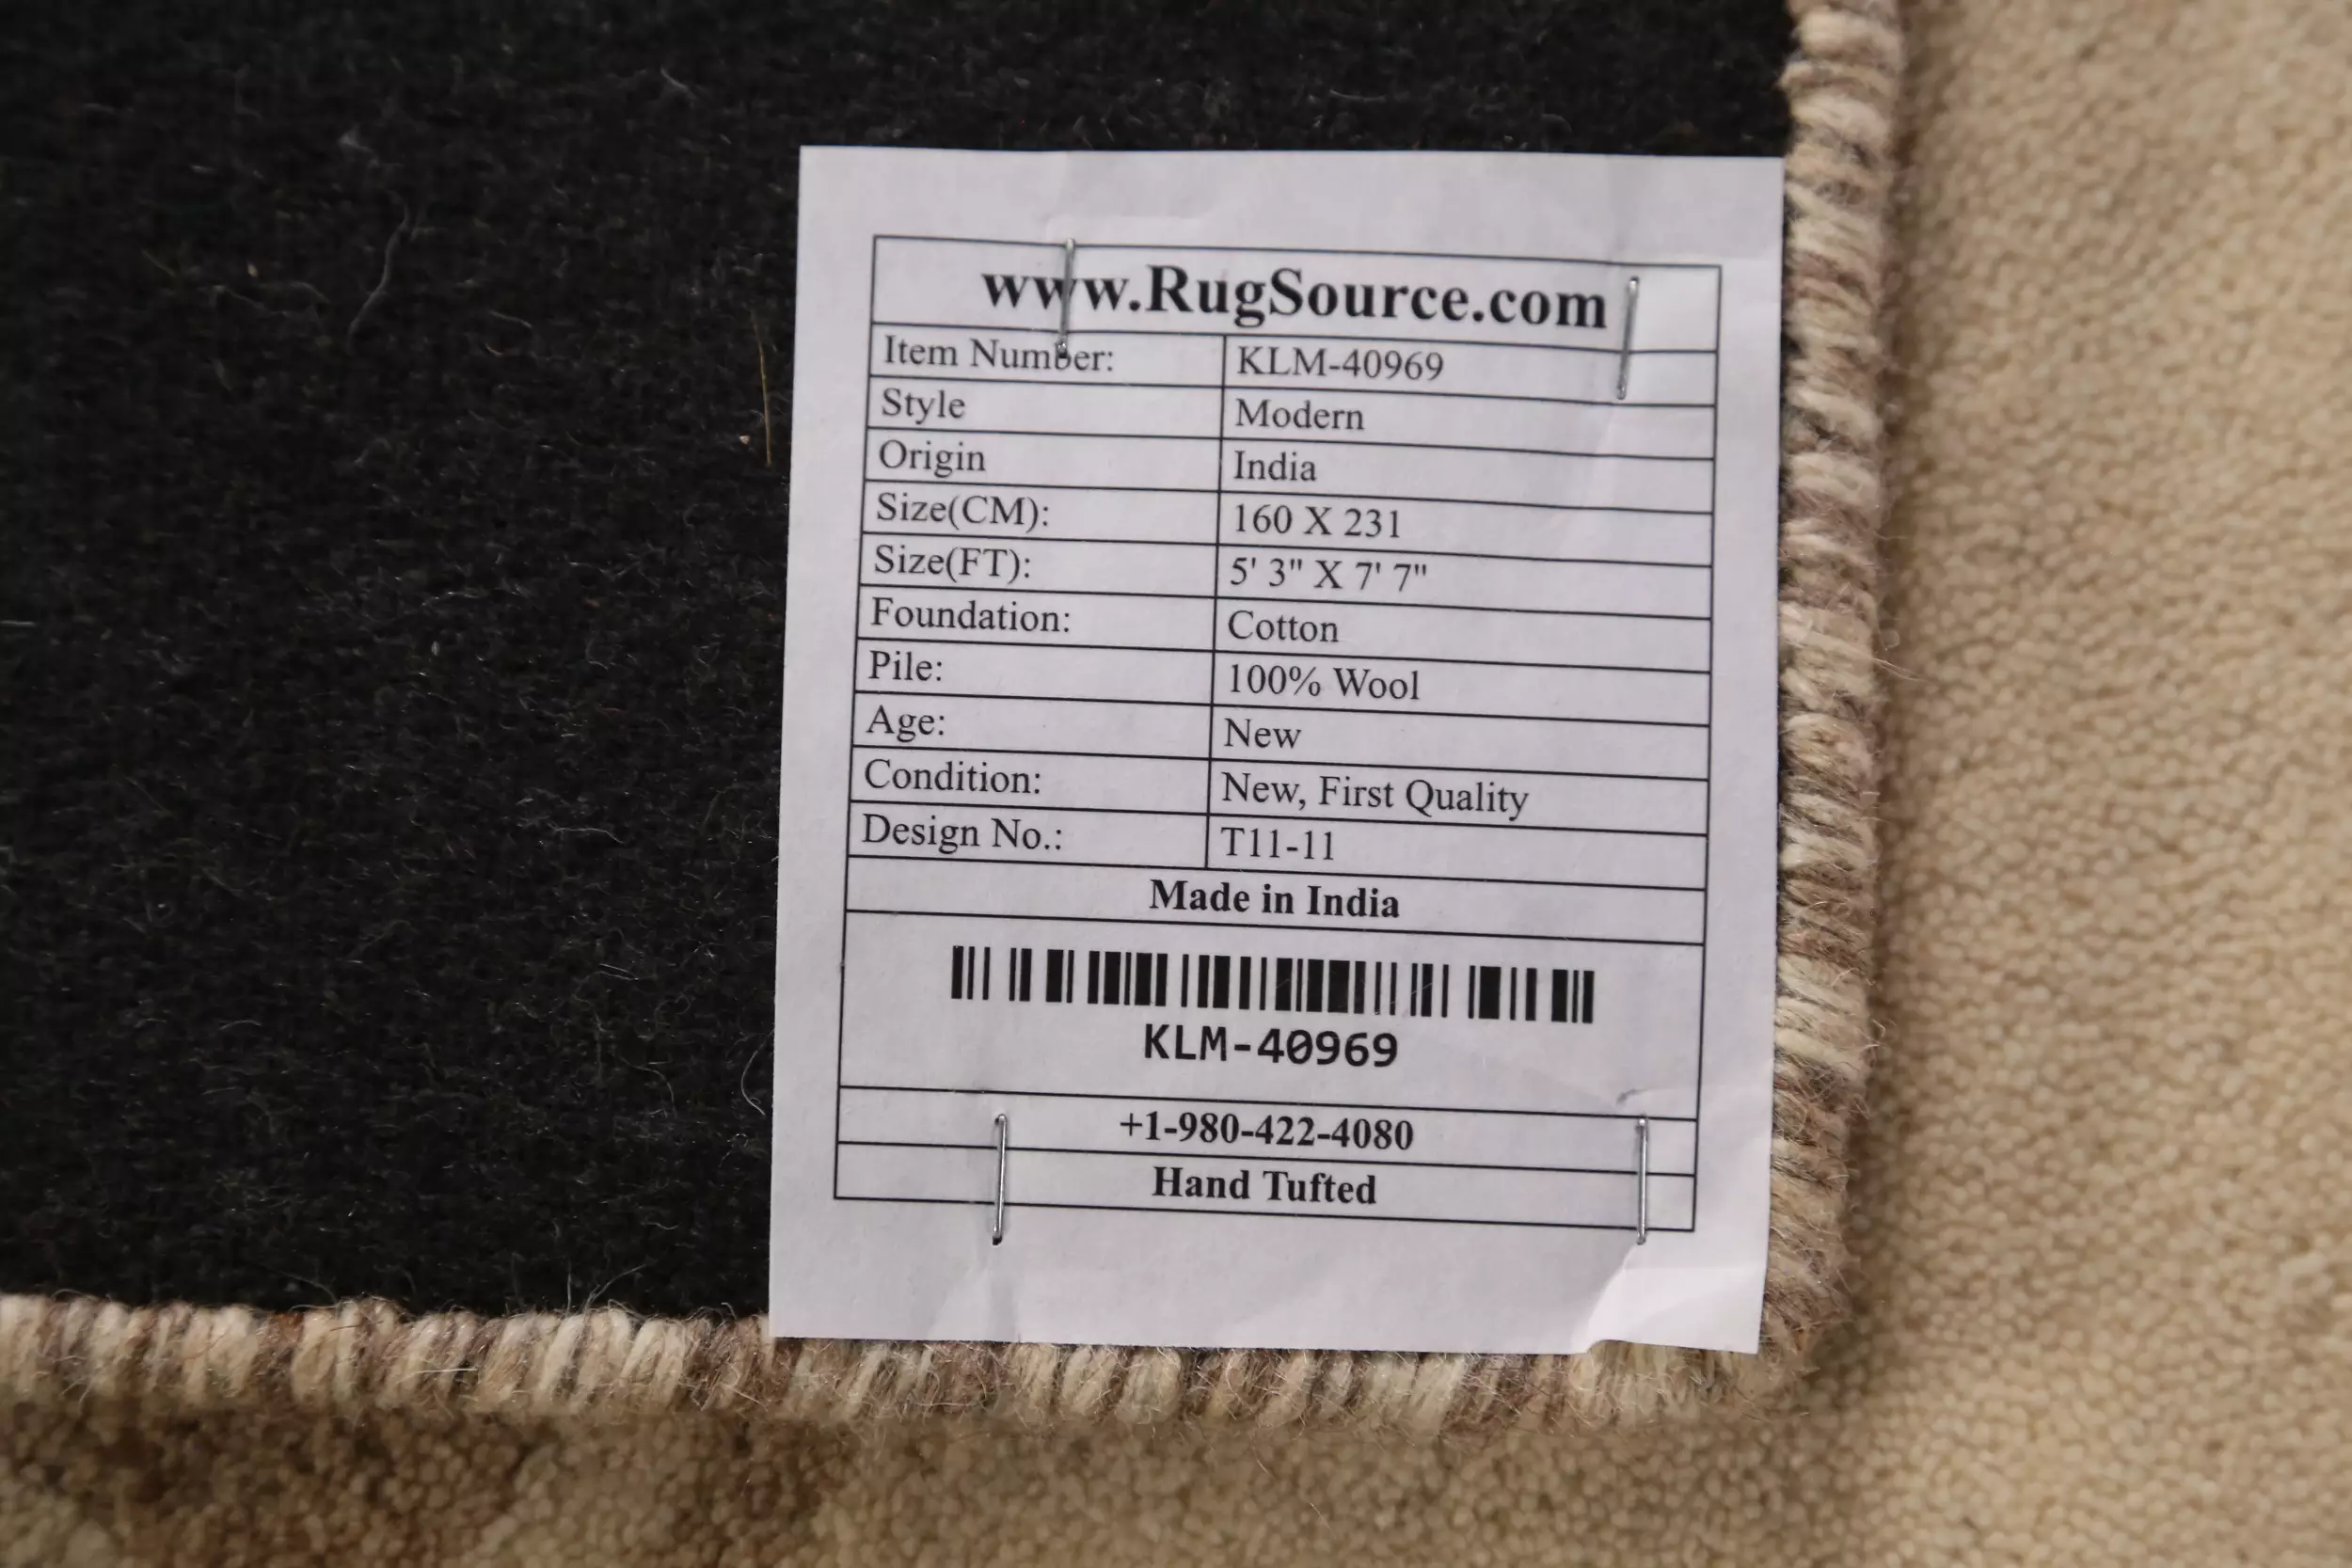 www.RugSource.com
Item Number: KLM-40969
Style Modern
Origin India
Size(CM): 160 X 231
Size(FT): 5' 3" X 7' 7"
Foundation: Cotton
Pile: 100% Wool
Age: New
Condition: New, First Quality
Design No.: T11-11
Made in India
KLM-40969
+1-980-422-4080
Hand Tufted